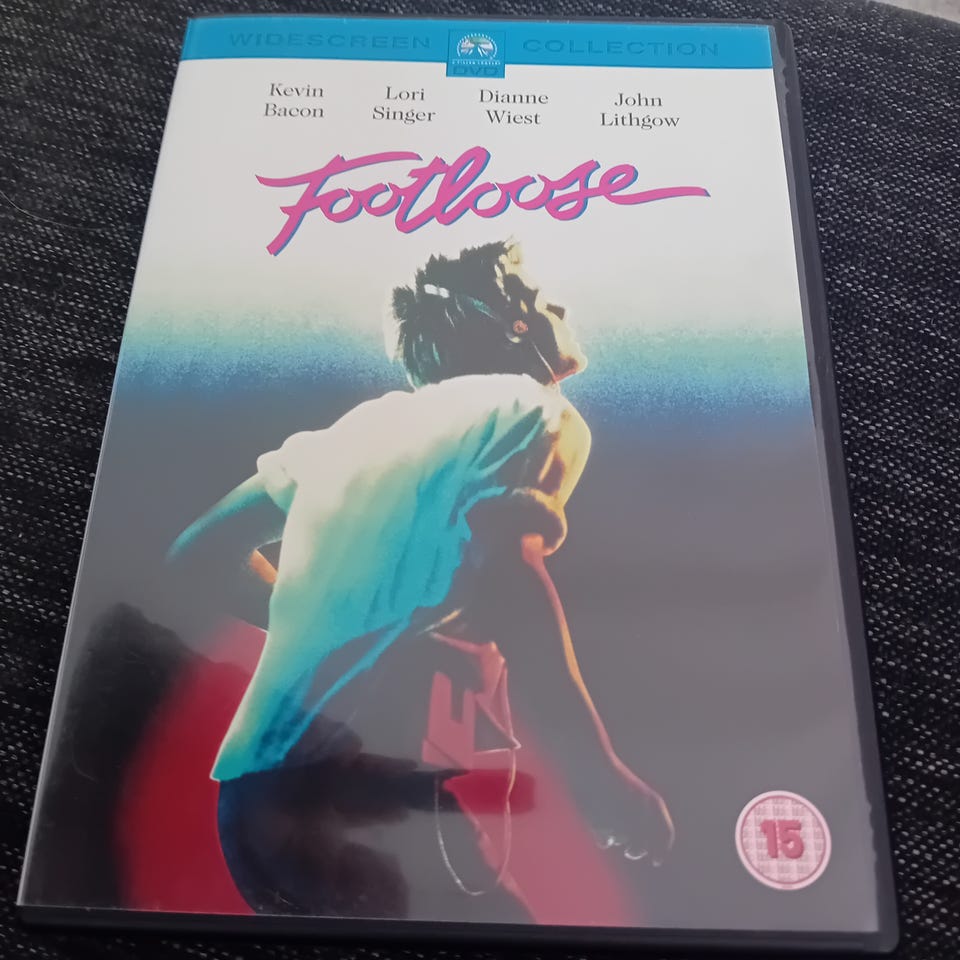 WIDESCREEN DVD COLLECTION
Kevin Lori Dianne John
Bacon Singer Wiest Lithgow
Footloose
15